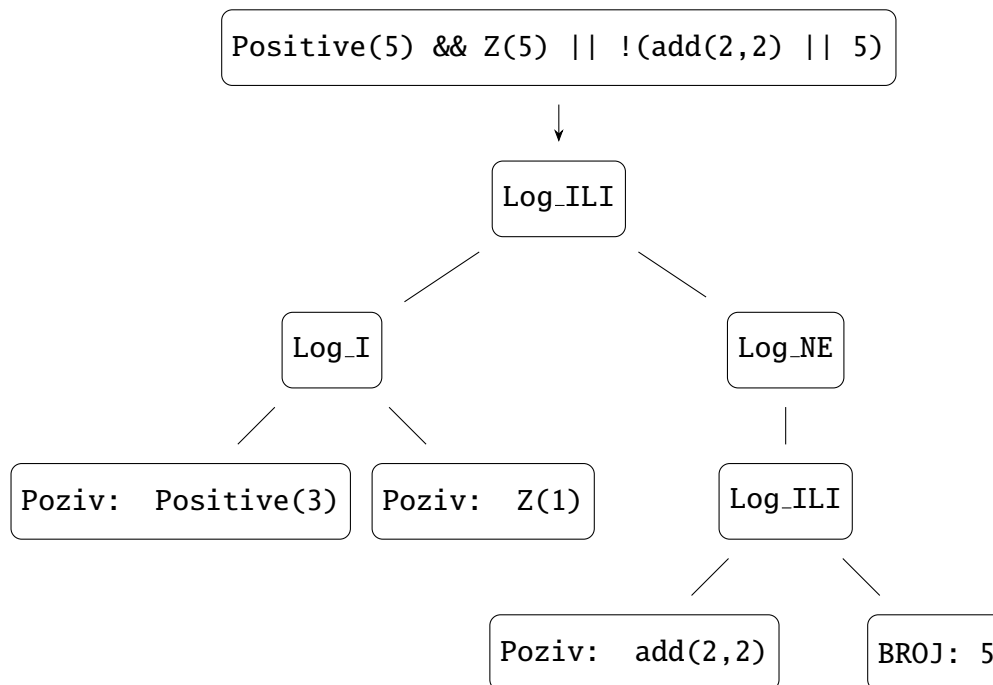 Positive(5) && Z(5) || !(add(2,2) || 5)
Log_ILI
Log_I
Log_NE
Poziv: Positive(3)
Poziv: Z(1)
Log_ILI
Poziv: add(2,2)
BROJ: 5